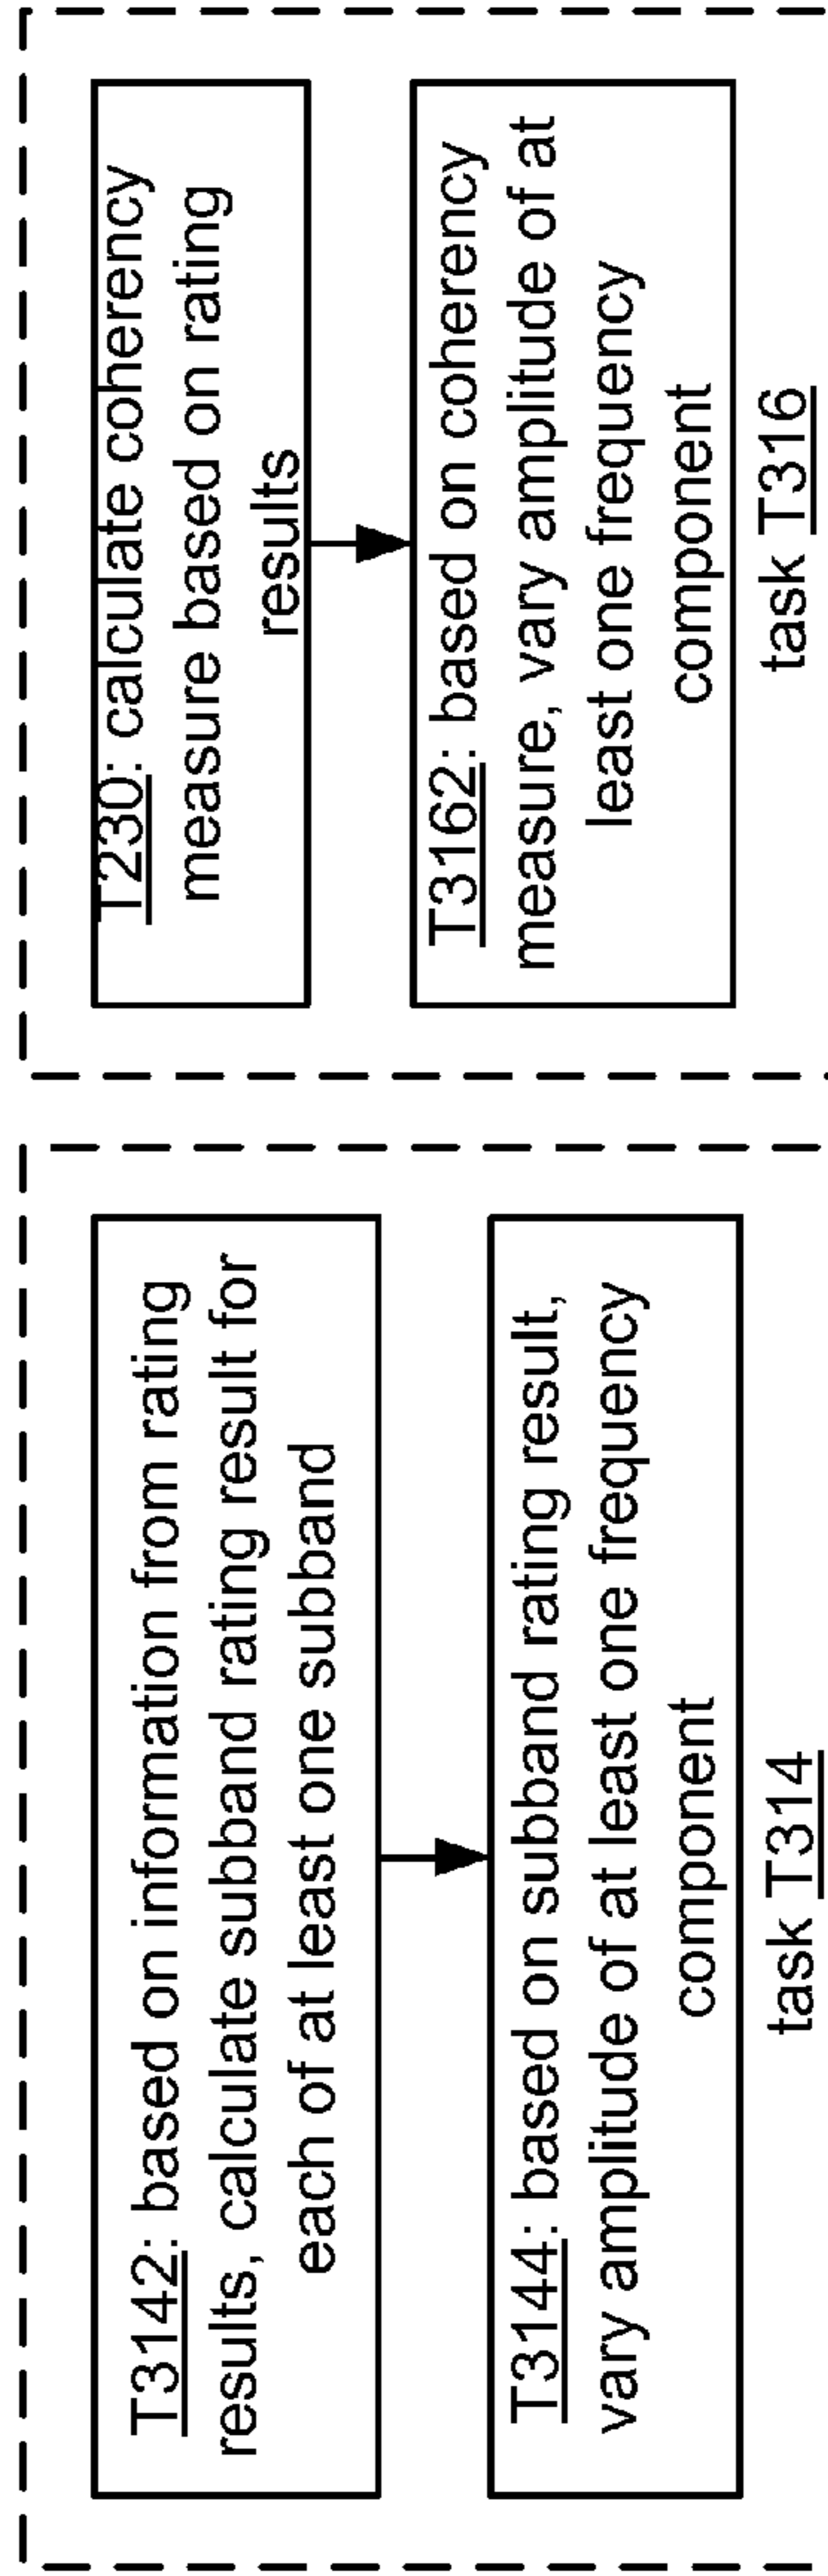 T3142: based on information from rating
results, calculate subband rating result for
each of at least one subband
T3144: based on subband rating result,
vary amplitude of at least one frequency
component
task T314
T230: calculate coherency
measure based on rating
results
T3162: based on coherency
measure, vary amplitude of at
least one frequency
component
task T316